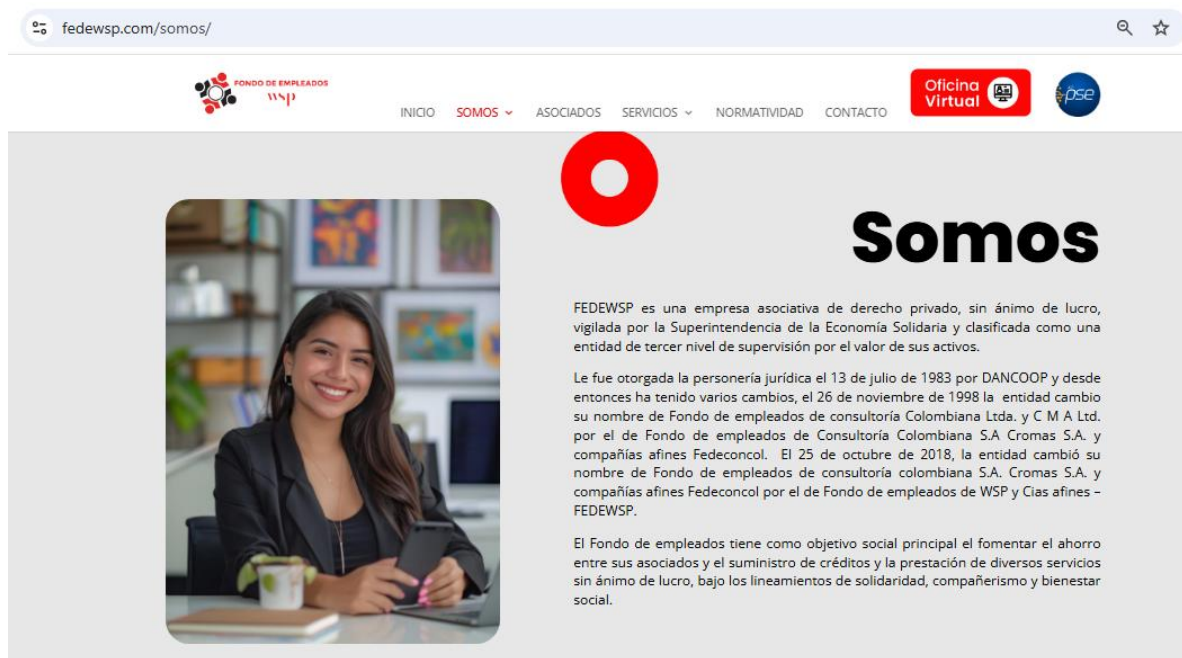 fedewsp.com/somos/
FONDO DE EMPLEADOS
wsp
INICIO SOMOS ASOCIADOS SERVICIOS NORMATIVIDAD CONTACTO
Oficina
Virtual
pse
Somos
FEDEWSP es una empresa asociativa de derecho privado, sin ánimo de lucro,
vigilada por la Superintendencia de la Economía Solidaria y clasificada como una
entidad de tercer nivel de supervisión por el valor de sus activos.
Le fue otorgada la personería jurídica el 13 de julio de 1983 por DANCOOP y desde
entonces ha tenido varios cambios, el 26 de noviembre de 1998 la entidad cambio
su nombre de Fondo de empleados de consultoría Colombiana Ltda. y C M A Ltd.
por el de Fondo de empleados de Consultoría Colombiana S.A Cromas S.A. y
compañías afines Fedeconcol. El 25 de octubre de 2018, la entidad cambió su
nombre de Fondo de empleados de consultoría colombiana S.A. Cromas S.A. y
compañías afines Fedeconcol por el de Fondo de empleados de WSP y Cias afines –
FEDEWSP.
El Fondo de empleados tiene como objetivo social principal el fomentar el ahorro
entre sus asociados y el suministro de créditos y la prestación de diversos servicios
sin ánimo de lucro, bajo los lineamientos de solidaridad, compañerismo y bienestar
social.